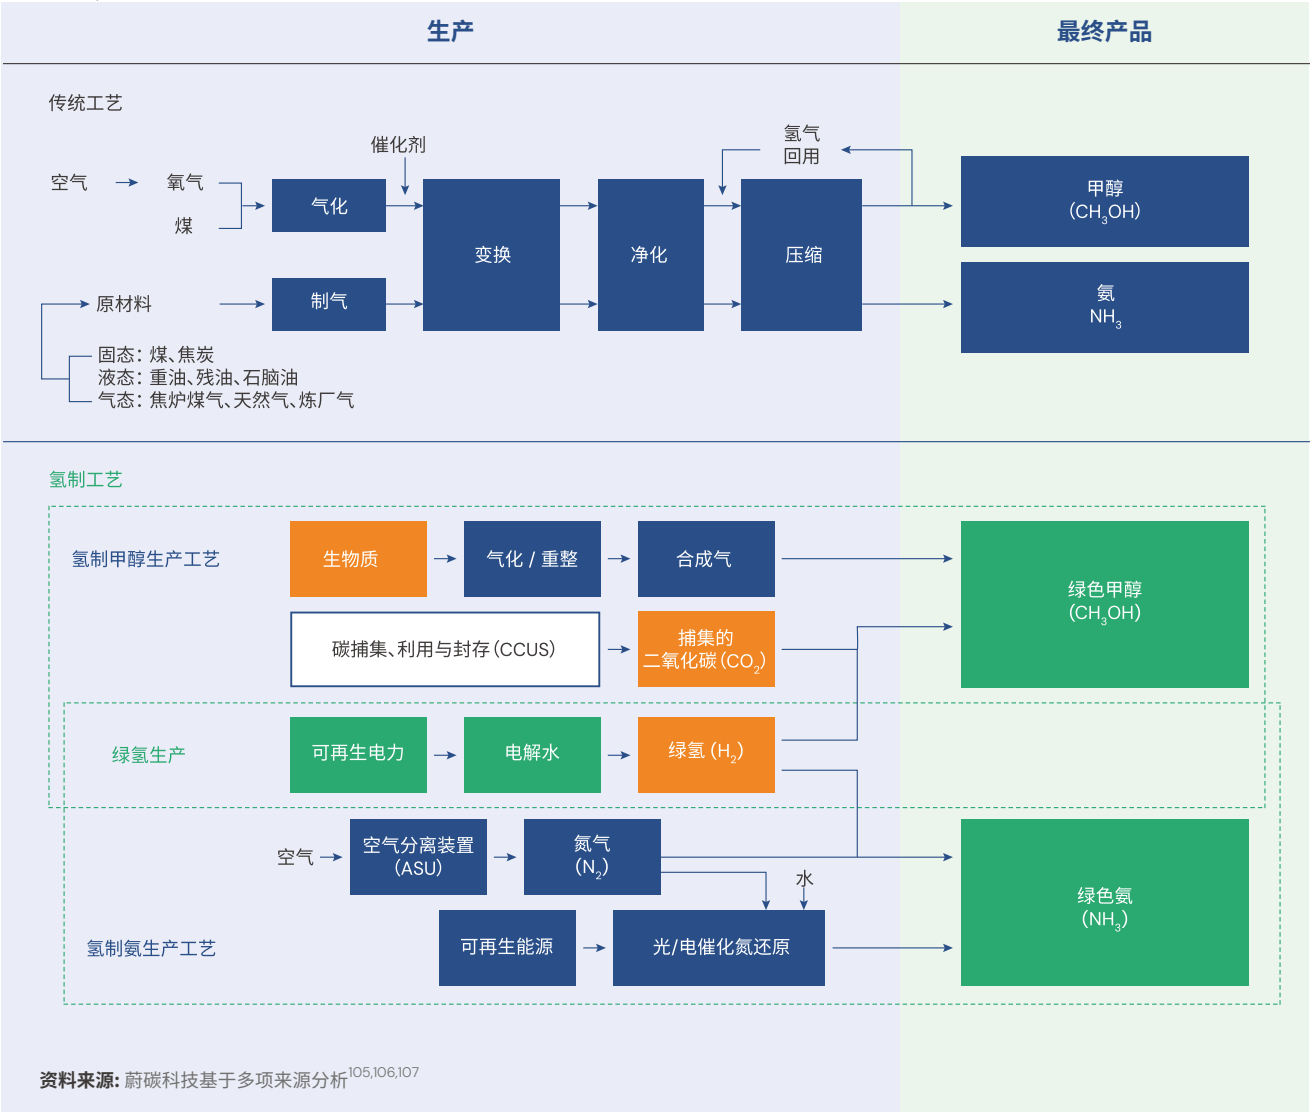 生产
最终产品
传统工艺
催化剂
氢气
回用
空气
氧气
煤
气化
变换
净化
压缩
甲醇
(CH₃OH)
原材料
制气
氨
NH₃
固态：煤、焦炭
液态：重油、残油、石脑油
气态：焦炉煤气、天然气、炼厂气
氢制工艺
氢制甲醇生产工艺
生物质
气化 / 重整
合成气
绿色甲醇
(CH₃OH)
碳捕集、利用与封存 (CCUS)
捕集的
二氧化碳 (CO₂)
绿氢生产
可再生电力
电解水
绿氢 (H₂)
空气
空气分离装置
(ASU)
氮气
(N₂)
水
绿色氨
(NH₃)
氢制氨生产工艺
可再生能源
光/电催化氮还原
资料来源: 蔚碳科技基于多项来源分析105,106,107